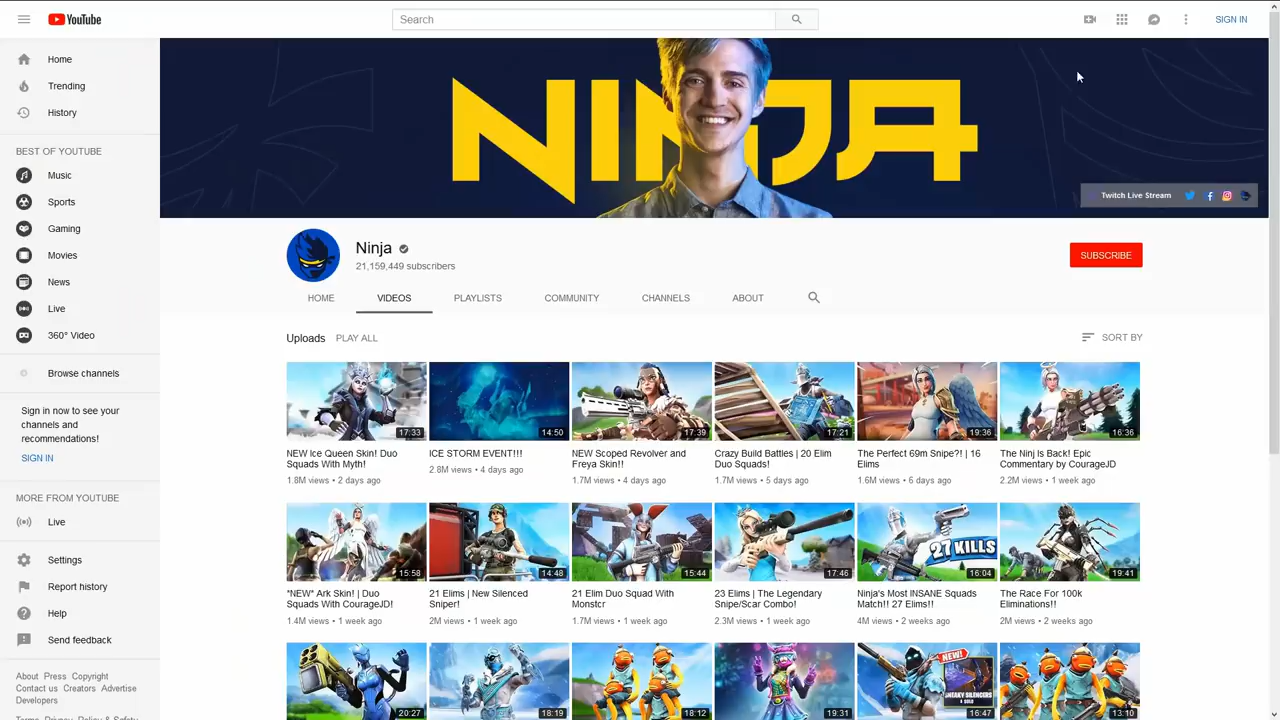 YouTube
Search
SIGN IN
Home
Trending
History
BEST OF YOUTUBE
Music
Sports
Gaming
Movies
News
Live
360° Video
Browse channels
Sign in now to see your
channels and
recommendations!
SIGN IN
MORE FROM YOUTUBE
Live
Settings
Report history
Help
Send feedback
About Press Copyright
Contact us Creators Advertise
Developers
Terms Privacy Policy & Safety
NINJA
Twitch Live Stream
Ninja
21,159,449 subscribers
SUBSCRIBE
HOME VIDEOS PLAYLISTS COMMUNITY CHANNELS ABOUT
Uploads PLAY ALL
SORT BY
17:33
NEW Ice Queen Skin! Duo
Squads With Myth!
1.8M views • 2 days ago
14:50
ICE STORM EVENT!!!
2.8M views • 4 days ago
17:39
NEW Scoped Revolver and
Freya Skin!!
1.7M views • 4 days ago
17:21
Crazy Build Battles | 20 Elim
Duo Squads!
1.7M views • 5 days ago
19:36
The Perfect 69m Snipe?! | 16
Elims
1.6M views • 6 days ago
16:36
The Ninj Is Back! Epic
Commentary by CourageJD
2.2M views • 1 week ago
15:58
*NEW* Ark Skin! | Duo
Squads With CourageJD!
1.4M views • 1 week ago
14:48
21 Elims | New Silenced
Sniper!
2M views • 1 week ago
15:44
21 Elim Duo Squad With
Monstcr
1.7M views • 1 week ago
17:46
23 Elims | The Legendary
Snipe/Scar Combo!
2.3M views • 1 week ago
27 KILLS
16:04
Ninja's Most INSANE Squads
Match!! 27 Elims!!
4M views • 2 weeks ago
19:41
The Race For 100k
Eliminations!!
2M views • 2 weeks ago
20:27
18:19
18:12
19:31
NEW!
SNEAKY SILENCERS
16:47
13:10